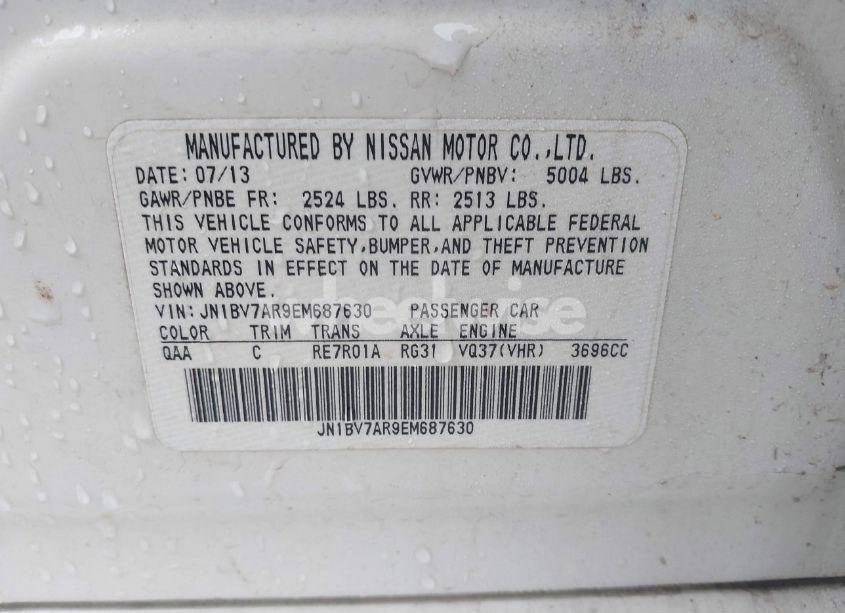 MANUFACTURED BY NISSAN MOTOR CO.,LTD.
DATE: 07/13 GVWR/PNBV: 5004 LBS.
GAWR/PNBE FR: 2524 LBS. RR: 2513 LBS.
THIS VEHICLE CONFORMS TO ALL APPLICABLE FEDERAL
MOTOR VEHICLE SAFETY,BUMPER,AND THEFT PREVENTION
STANDARDS IN EFFECT ON THE DATE OF MANUFACTURE
SHOWN ABOVE.
VIN: JN1BV7AR9EM687630 PASSENGER CAR
COLOR TRIM TRANS AXLE ENGINE
QAA C RE7R01A RG31 VQ37(VHR) 3696CC
JN1BV7AR9EM687630